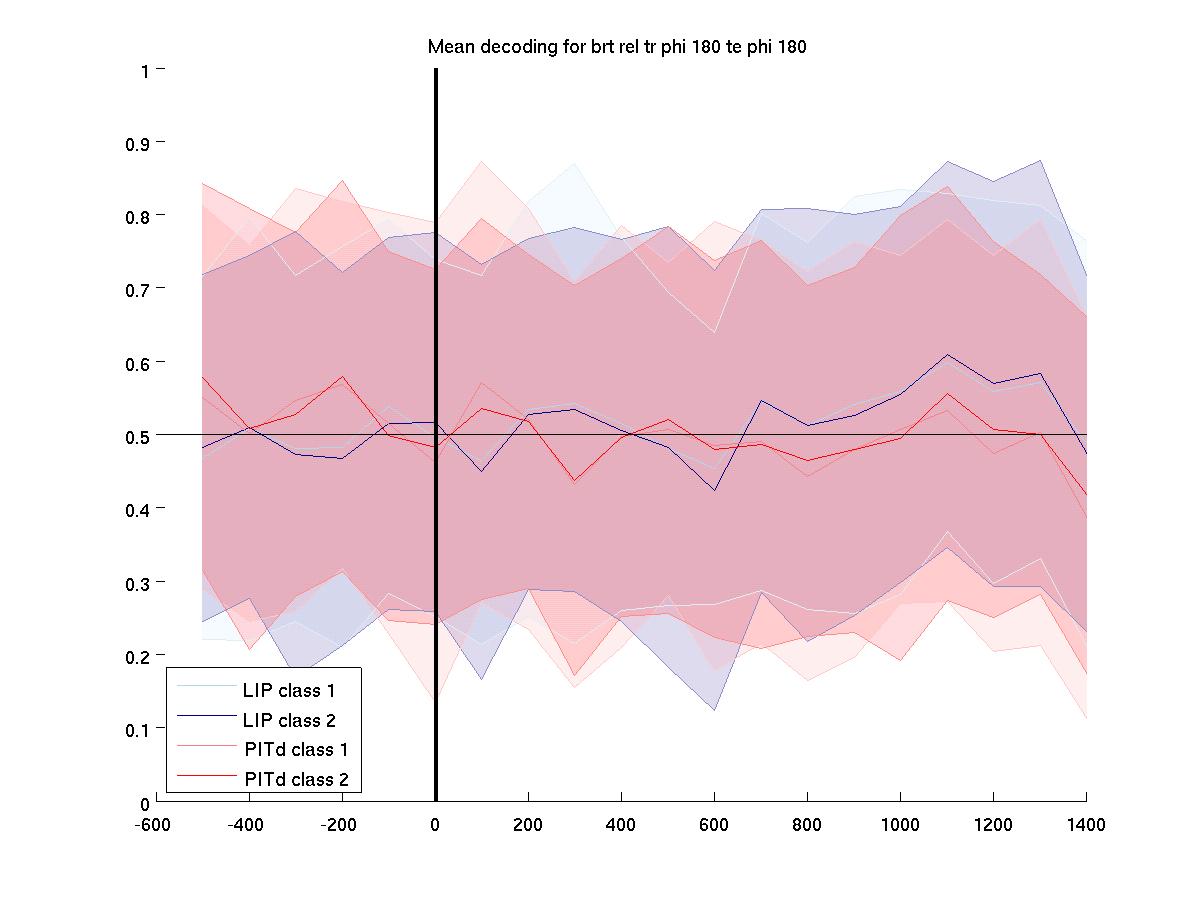 Mean decoding for brt rel tr phi 180 te phi 180
1
0.9
0.8
0.7
0.6
0.5
0.4
0.3
0.2
0.1
0
LIP class 1
LIP class 2
PITd class 1
PITd class 2
-600 -400 -200 0 200 400 600 800 1000 1200 1400